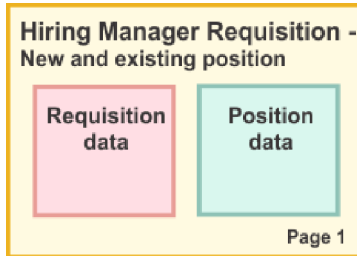 Hiring Manager Requisition -
New and existing position
Requisition
data
Position
data
Page 1